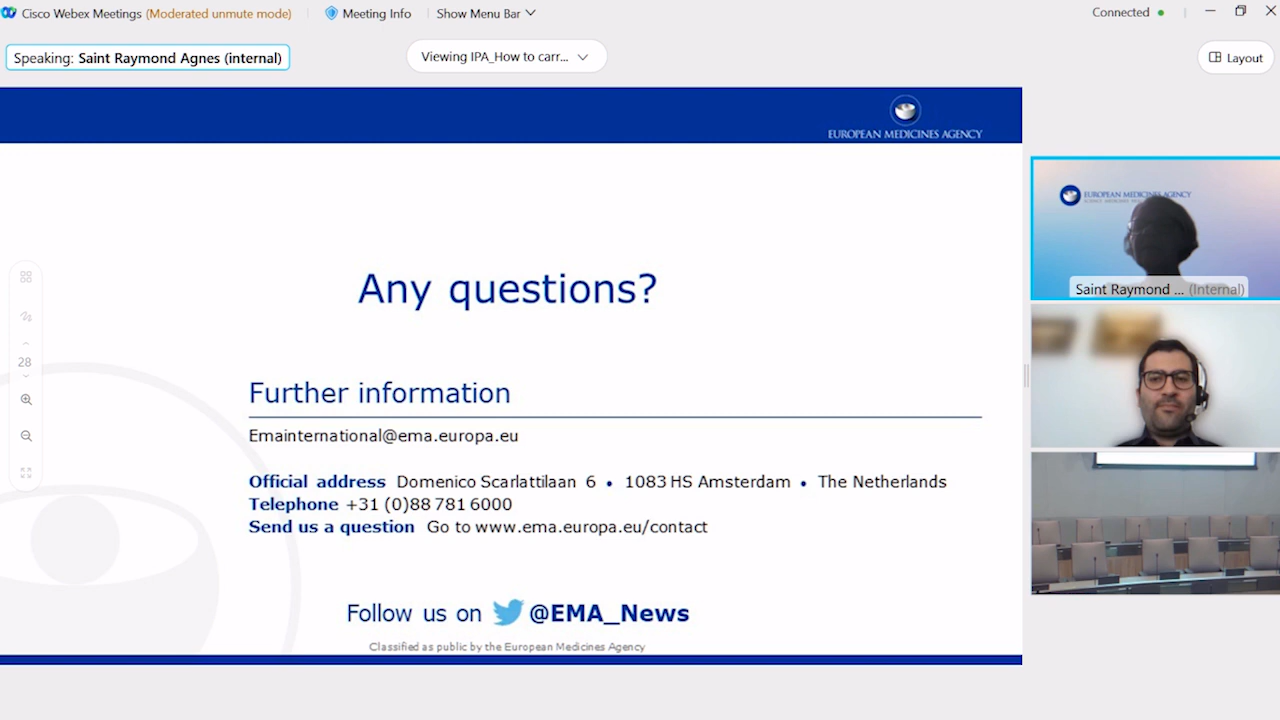 Cisco Webex Meetings (Moderated unmute mode)
Meeting Info
Show Menu Bar
Connected
Speaking: Saint Raymond Agnes (internal)
Viewing IPA_How to carr...
Layout
EUROPEAN MEDICINES AGENCY
EUROPEAN MEDICINES AGENCY
Saint Raymond ... (Internal)
Any questions?
28
Further information
Emainternational@ema.europa.eu
Official address Domenico Scarlattilaan 6 • 1083 HS Amsterdam • The Netherlands
Telephone +31 (0)88 781 6000
Send us a question Go to www.ema.europa.eu/contact
Follow us on @EMA_News
Classified as public by the European Medicines Agency